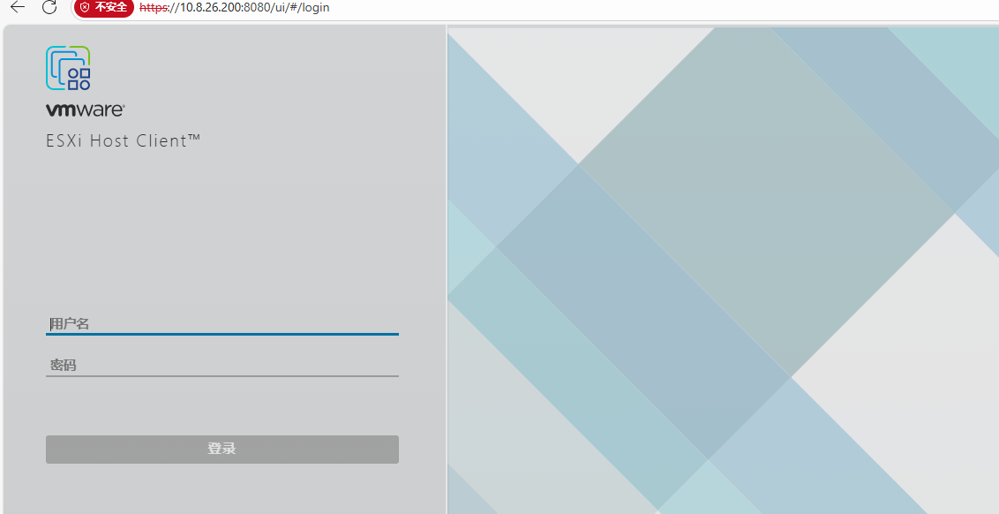 不安全 https://10.8.26.200:8080/ui/#/login
vmware®
ESXi Host Client™
用户名
密码
登录